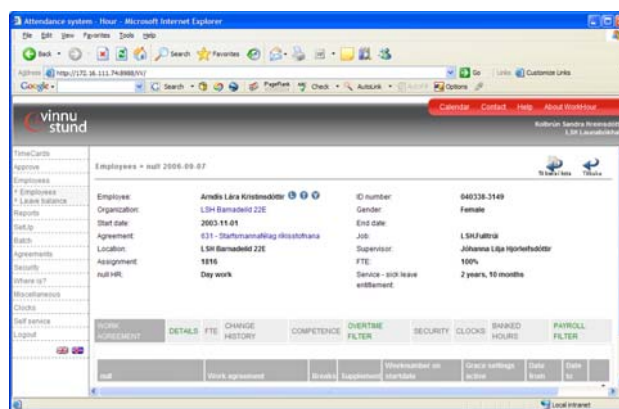 Attendance system - Hour - Microsoft Internet Explorer
File Edit View Favorites Tools Help
Back Search Favorites
Address http://172.16.111.74:8988/VV/ Go Links Customize Links
Google Search PageRank Check AutoLink Options
Calendar Contact Help About WorkHour
vinnu
stund
TimeCards
Approve
Employees
Employees
Leave balance
Reports
SetUp
Batch
Agreements
Security
Where is?
Miscellaneous
Clocks
Self service
Logout
Employees » null 2006-09-07
Employee: Arndís Lára Kristinsdóttir ID number: 040338-3149
Organization: LSH Barnadeild 22E Gender: Female
Start date: 2003-11-01 End date:
Agreement: 631 - Starfsmannafélag ríkisstofnana Job:
Location: LSH Barnadeild 22E Supervisor: Jóhanna Lilja Hjörleifsdóttir
Assignment: 1816 FTE: 100%
null HR: Day work Service - sick leave entitlement: 2 years, 10 months
WORK AGREEMENT DETAILS FTE CHANGE HISTORY COMPETENCE OVERTIME FILTER SECURITY CLOCKS BANKED HOURS PAYROLL FILTER
null Work agreement Breaks Supplement Worknumber on startdate Grace settings active Date from Date to
Local intranet